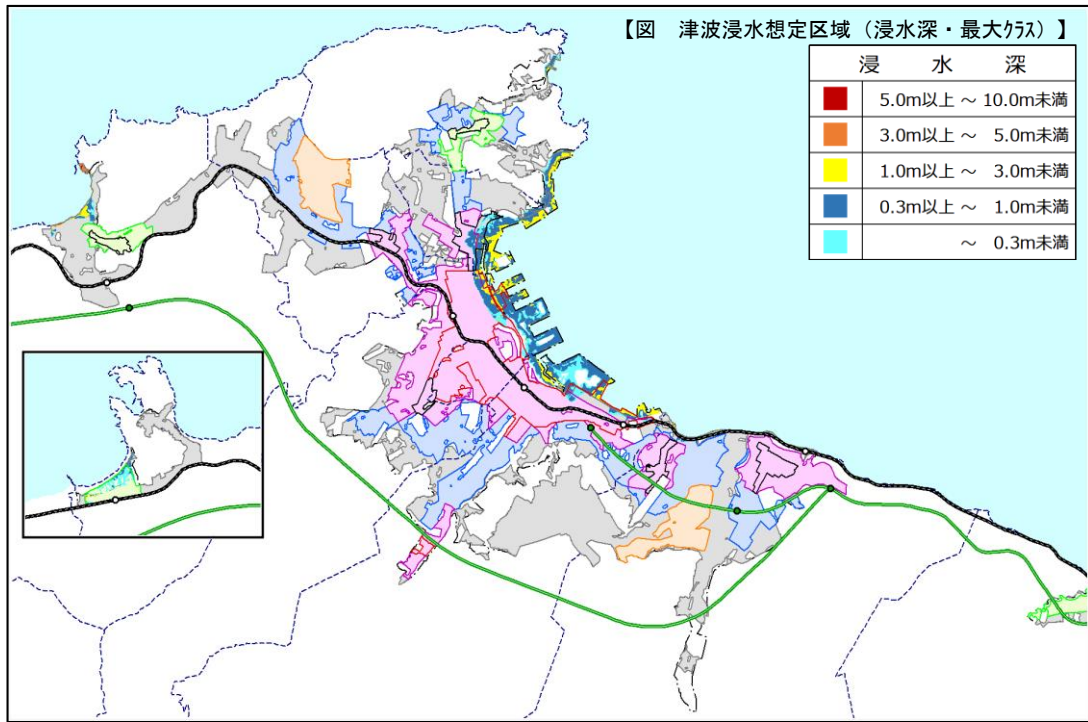 【図 津波浸水想定区域（浸水深・最大ｸﾗｽ）】
浸 水 深
5.0m以上 ～ 10.0m未満
3.0m以上 ～ 5.0m未満
1.0m以上 ～ 3.0m未満
0.3m以上 ～ 1.0m未満
～ 0.3m未満